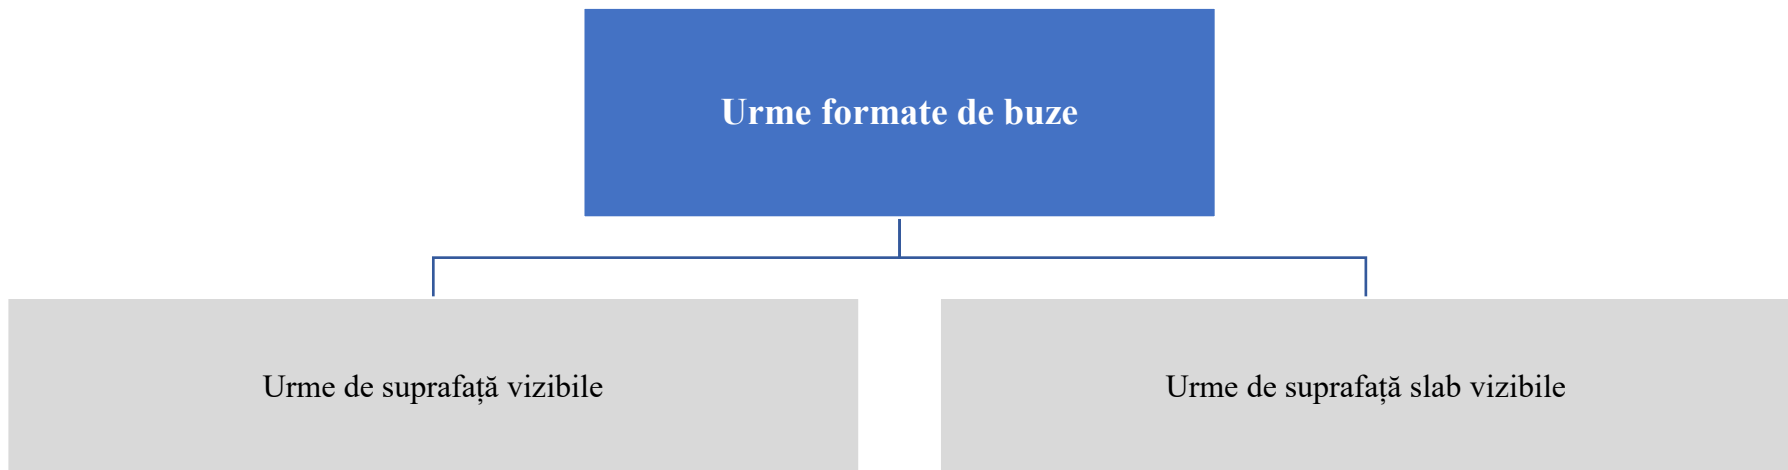 Urme formate de buze
Urme de suprafață vizibile
Urme de suprafață slab vizibile